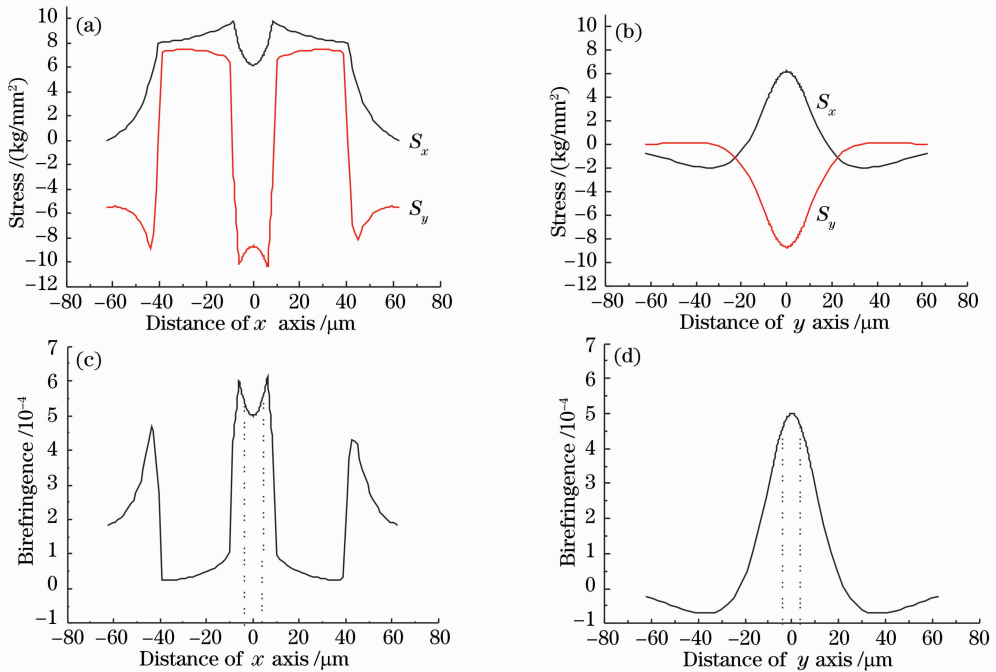 (a)
10
8
6
4
2
0
−2
−4
−6
−8
−10
−12
Stress /(kg/mm²)
Sx
Sy
−80 −60 −40 −20 0 20 40 60 80
Distance of x axis /μm
(b)
10
8
6
4
2
0
−2
−4
−6
−8
−10
−12
Stress /(kg/mm²)
Sx
Sy
−80 −60 −40 −20 0 20 40 60 80
Distance of y axis /μm
(c)
7
6
5
4
3
2
1
0
−1
Birefringence /10⁻⁴
−80 −60 −40 −20 0 20 40 60 80
Distance of x axis /μm
(d)
7
6
5
4
3
2
1
0
−1
Birefringence /10⁻⁴
−80 −60 −40 −20 0 20 40 60 80
Distance of y axis /μm